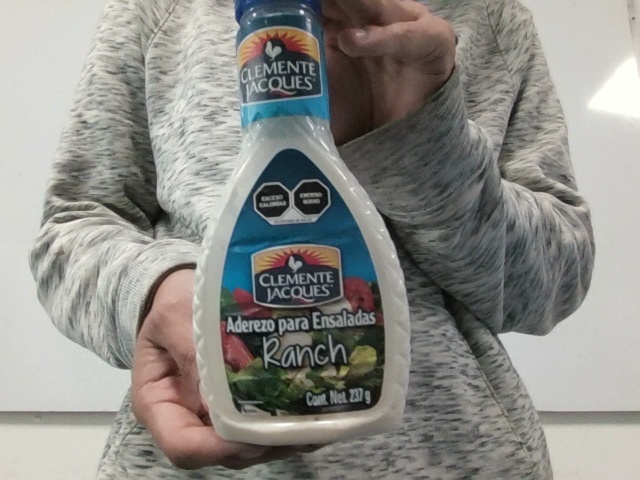 CLEMENTE
JACQUES
EXCESO
CALORÍAS
EXCESO
SODIO
CLEMENTE
JACQUES
Aderezo para Ensaladas
Ranch
Cont. Net. 237 g